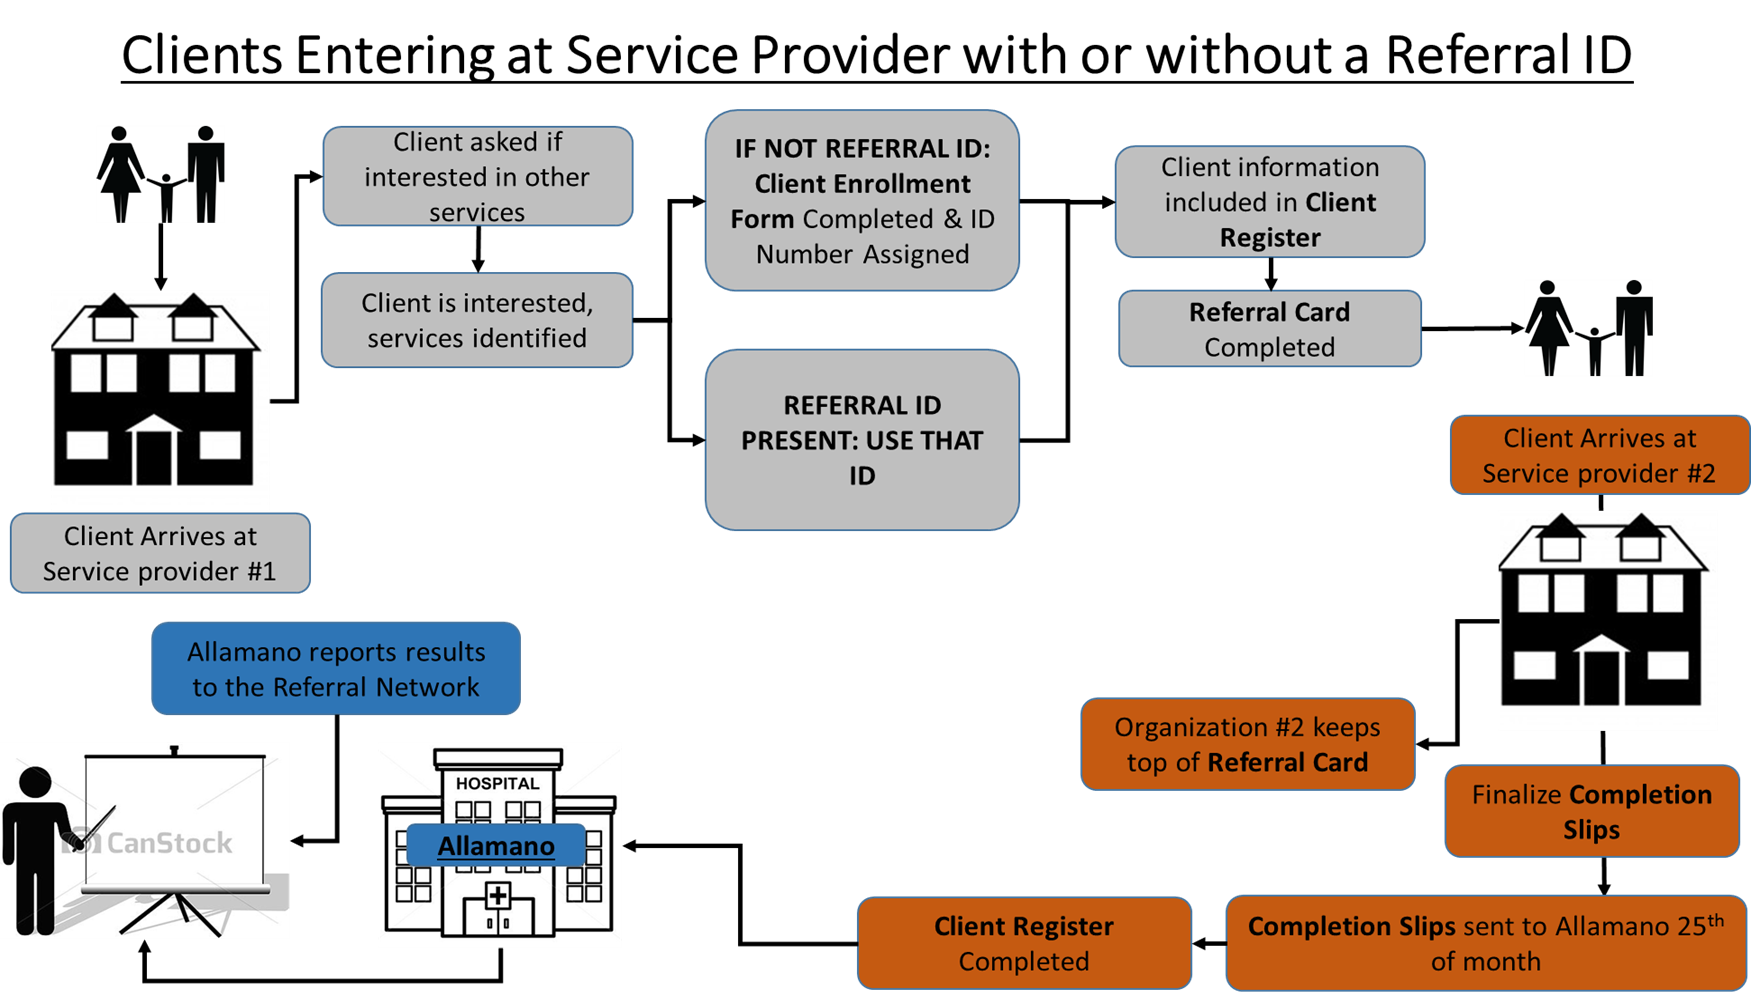 Clients Entering at Service Provider with or without a Referral ID
Client asked if
interested in other
services
Client is interested,
services identified
IF NOT REFERRAL ID:
Client Enrollment
Form Completed & ID
Number Assigned
REFERRAL ID
PRESENT: USE THAT
ID
Client information
included in Client
Register
Referral Card
Completed
Client Arrives at
Service provider #1
Client Arrives at
Service provider #2
Organization #2 keeps
top of Referral Card
Finalize Completion
Slips
Completion Slips sent to Allamano 25th
of month
Client Register
Completed
HOSPITAL
Allamano
Allamano reports results
to the Referral Network
CanStock